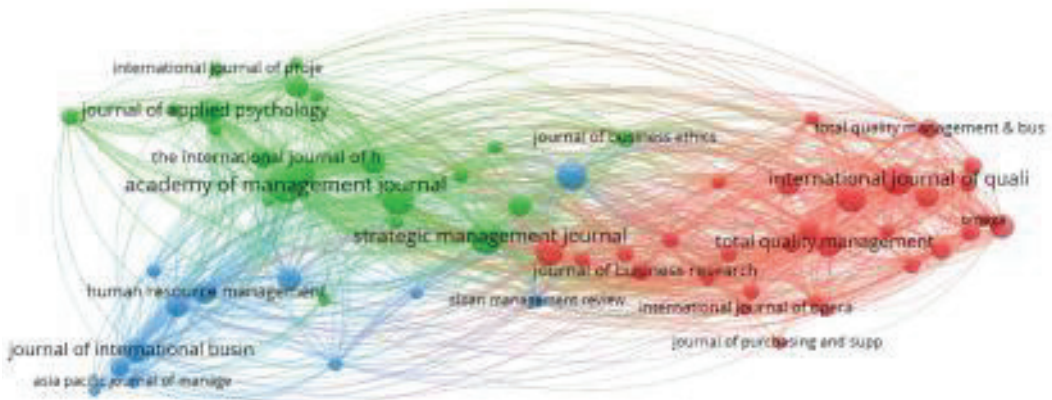 international journal of proje
journal of applied psychology
total quality management & bus
journal of business ethics
the international journal of h
academy of management journal
international journal of quali
omega
strategic management journal
total quality management
journal of business research
human resource management
sloan management review
international journal of opera
journal of purchasing and supp
journal of international busin
asia pacific journal of manage